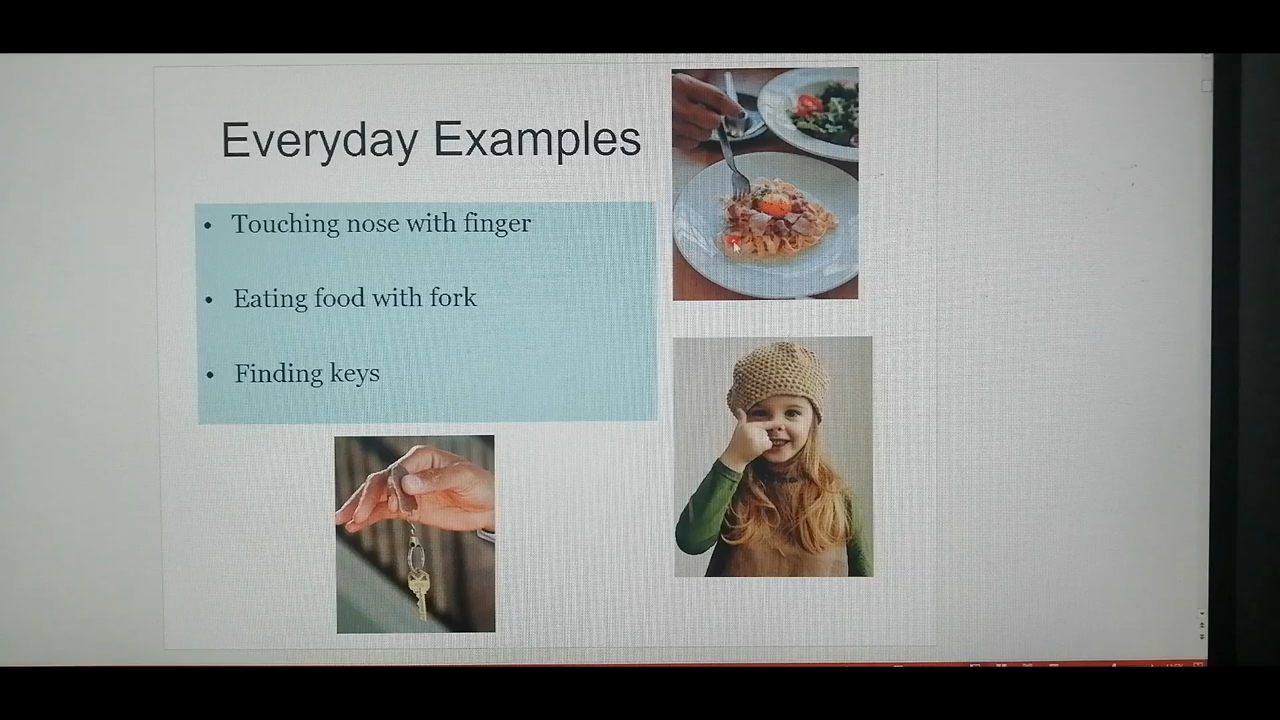 Everyday Examples
• Touching nose with finger
• Eating food with fork
• Finding keys